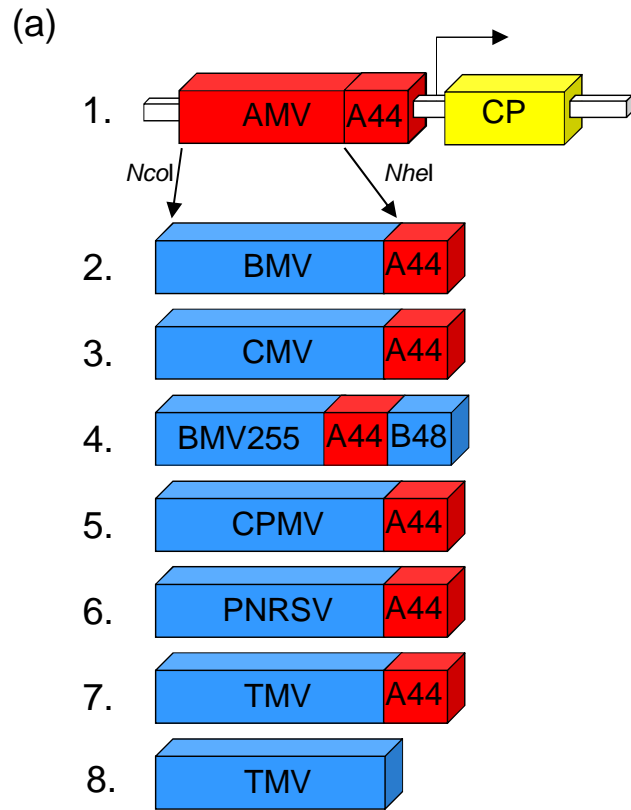 (a)
1. AMV A44 CP
NcoI NheI
2. BMV A44
3. CMV A44
4. BMV255 A44 B48
5. CPMV A44
6. PNRSV A44
7. TMV A44
8. TMV